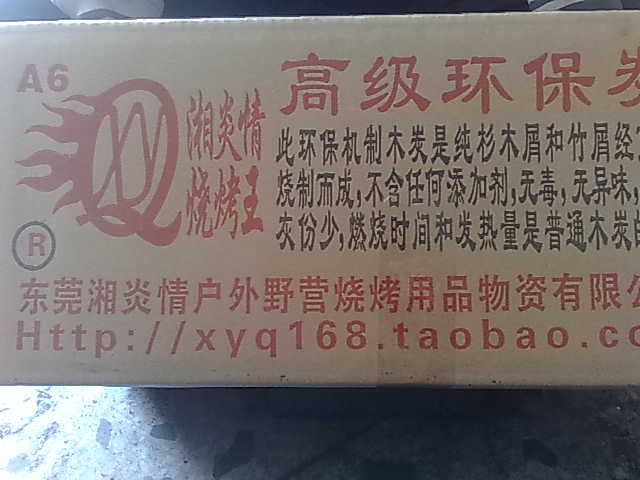 A6
高级环保炭
湘炎情
烧烤王
此环保机制木炭是纯杉木屑和竹屑经
烧制而成,不含任何添加剂,无毒,无异味,
灰份少,燃烧时间和发热量是普通木炭的
R
东莞湘炎情户外野营烧烤用品物资有限公
Http://xyq168.taobao.co